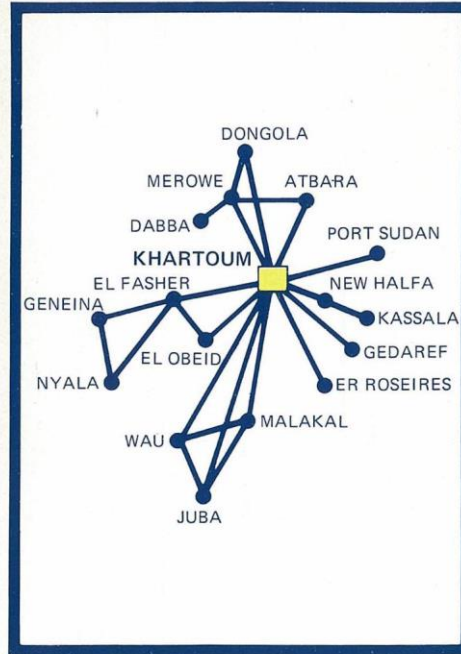 DONGOLA
MEROWE
ATBARA
DABBA
PORT SUDAN
KHARTOUM
EL FASHER
NEW HALFA
GENEINA
KASSALA
EL OBEID
GEDAREF
NYALA
ER ROSEIRES
MALAKAL
WAU
JUBA